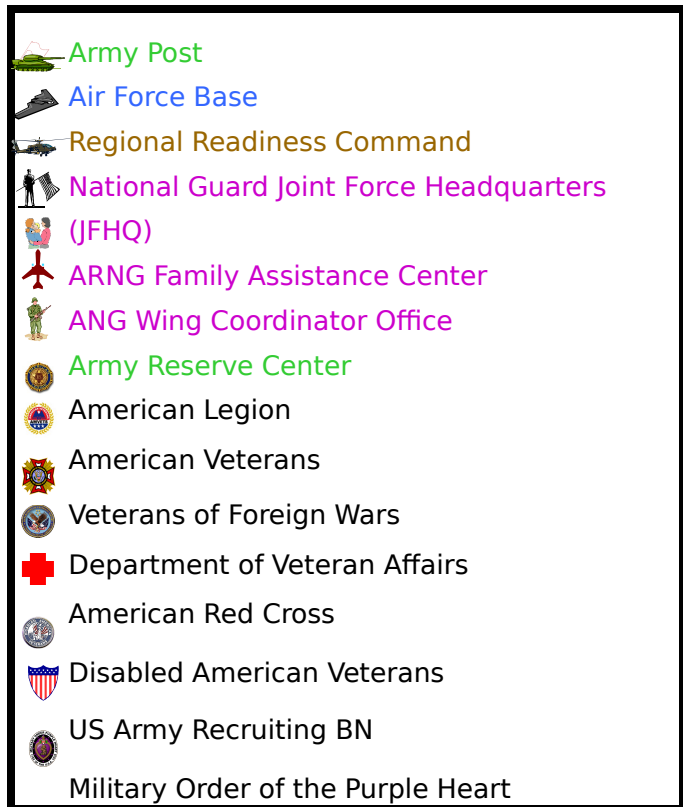 Army Post
Air Force Base
Regional Readiness Command
National Guard Joint Force Headquarters
(JFHQ)
ARNG Family Assistance Center
ANG Wing Coordinator Office
Army Reserve Center
American Legion
American Veterans
Veterans of Foreign Wars
Department of Veteran Affairs
American Red Cross
Disabled American Veterans
US Army Recruiting BN
Military Order of the Purple Heart